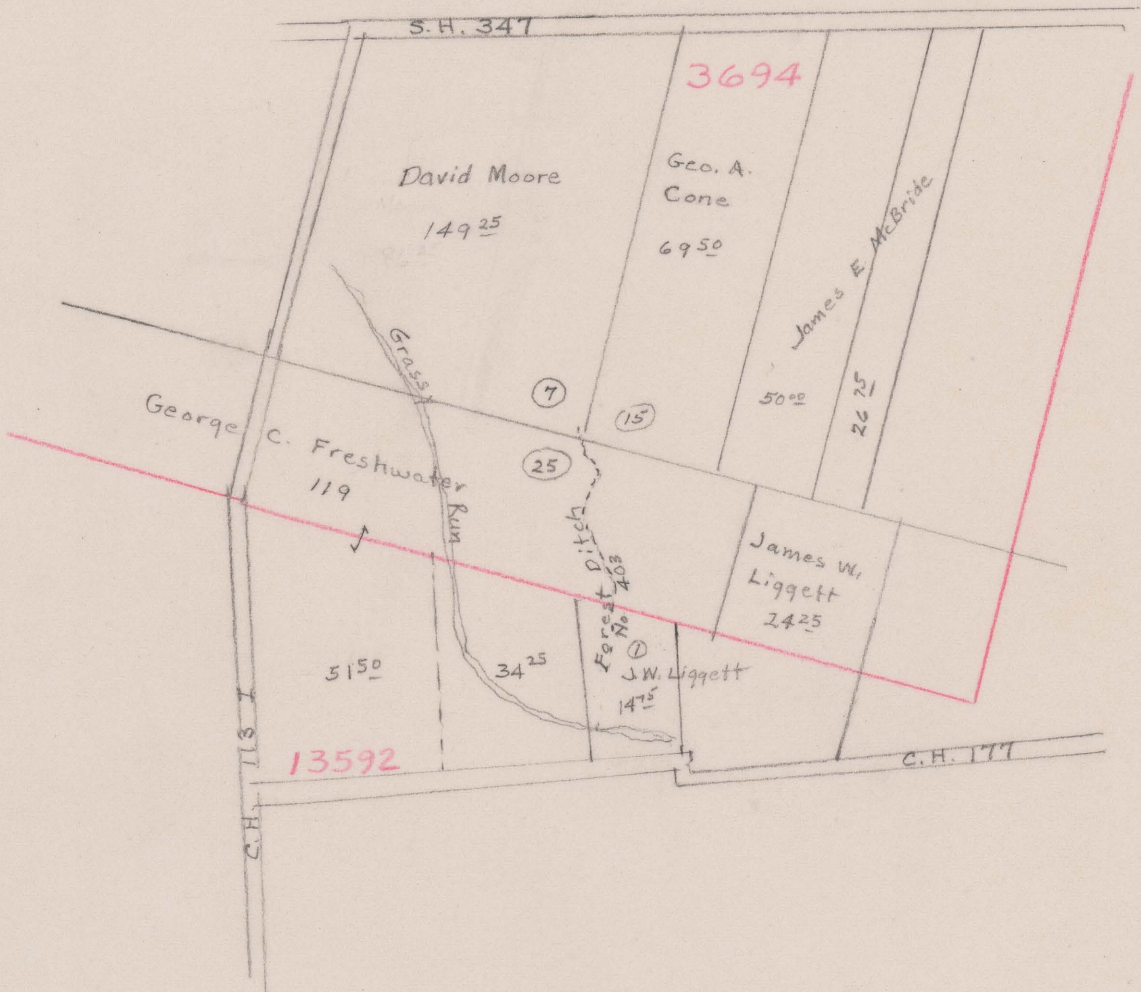 S.H. 347
3694
David Moore
149 25
Geo. A.
Cone
69 50
James E. McBride
50 00
26 75
Grassy
Run
7
15
25
George C. Freshwater
119
Forest Ditch
No 403
James W.
Liggett
24 25
51 50
34 25
1
J.W. Liggett
14 75
13592
C.H. 177
C.H. 113